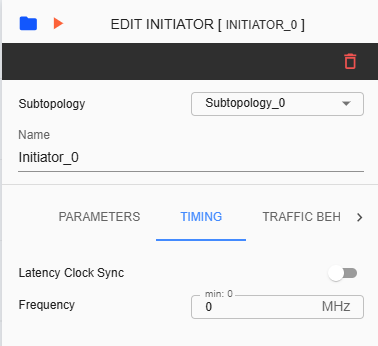 EDIT INITIATOR [ INITIATOR_0 ]
Subtopology
Subtopology_0
Name
Initiator_0
PARAMETERS TIMING TRAFFIC BEH
Latency Clock Sync
Frequency
min: 0
0 MHz